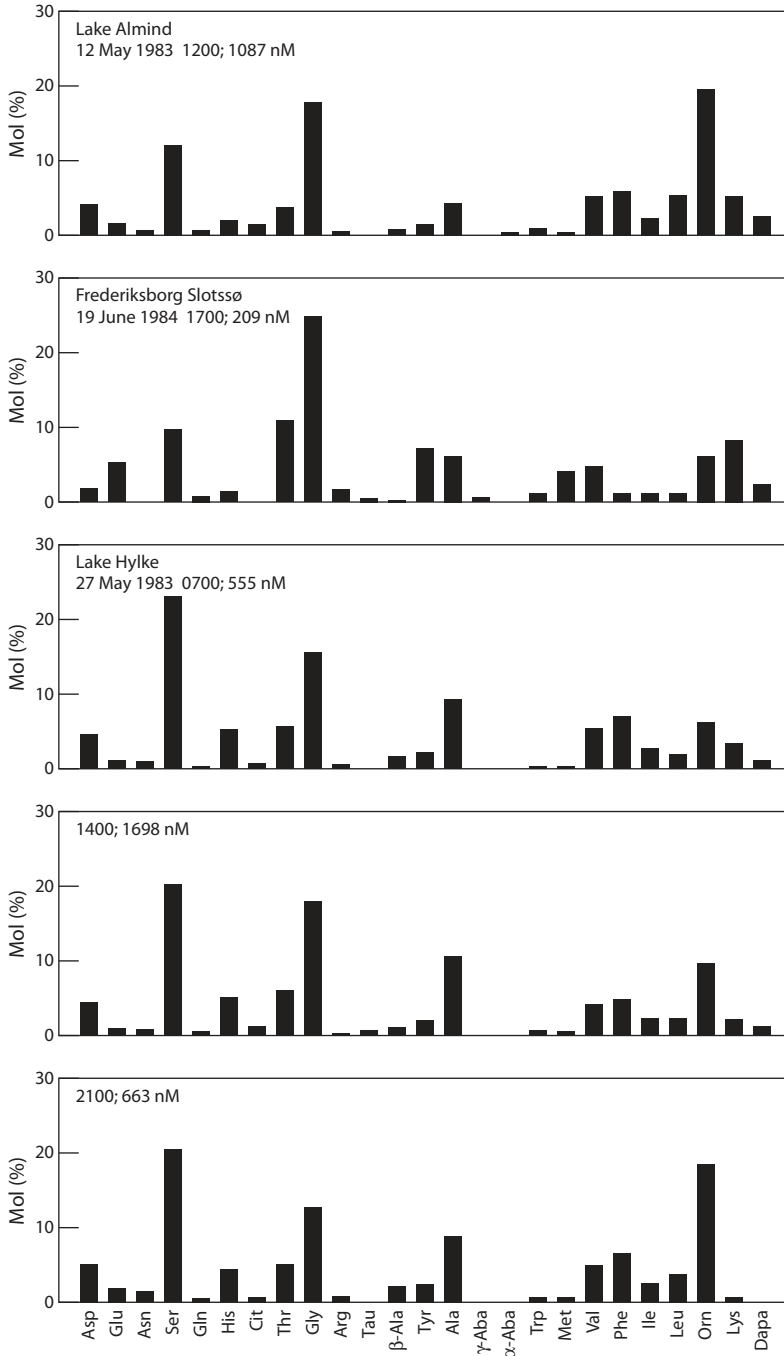 30
Lake Almind
12 May 1983 1200; 1087 nM
20
Mol (%)
10
0
30
Frederiksborg Slotssø
19 June 1984 1700; 209 nM
20
Mol (%)
10
0
30
Lake Hylke
27 May 1983 0700; 555 nM
20
Mol (%)
10
0
30
1400; 1698 nM
20
Mol (%)
10
0
30
2100; 663 nM
20
Mol (%)
10
0
Asp
Glu
Asn
Ser
Gln
His
Cit
Thr
Gly
Arg
Tau
β-Ala
Tyr
Ala
γ-Aba
α-Aba
Trp
Met
Val
Phe
Ile
Leu
Orn
Lys
Dapa